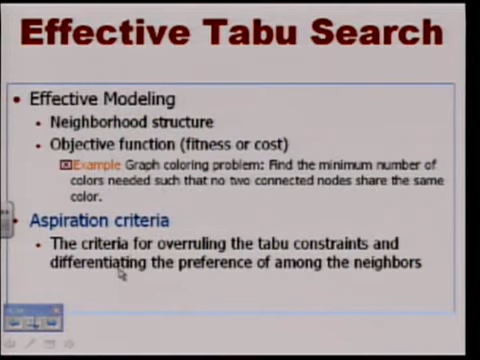 Effective Tabu Search
• Effective Modeling
• Neighborhood structure
• Objective function (fitness or cost)
Example Graph coloring problem: Find the minimum number of
colors needed such that no two connected nodes share the same
color.
• Aspiration criteria
• The criteria for overruling the tabu constraints and
differentiating the preference of among the neighbors